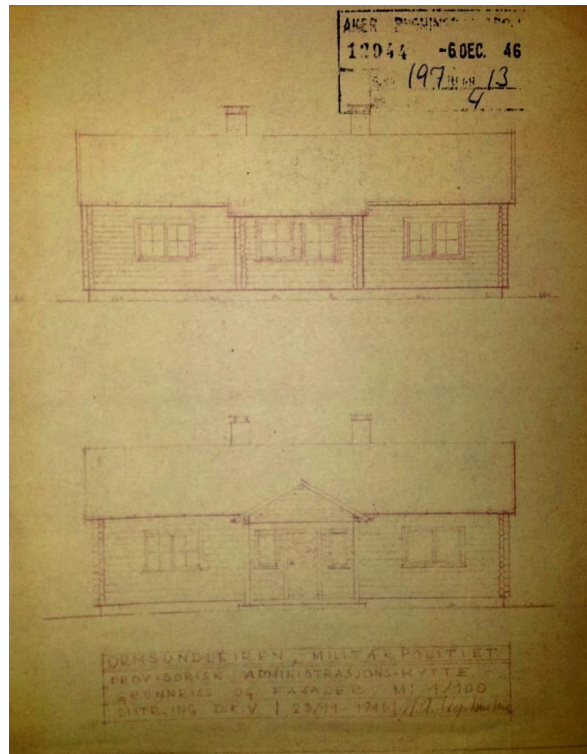 AKER BYGNINGS
12944 -6.DEC. 46
197 13
4
ORMSUNDLEIREN, MILITÆRPOLITIET
PROVISORISK ADMINISTRASJONS-HYTTE
GRUNNRISS OG FASADER M: 1/100
DISTR. ING. D.K.V. 23/11 1946